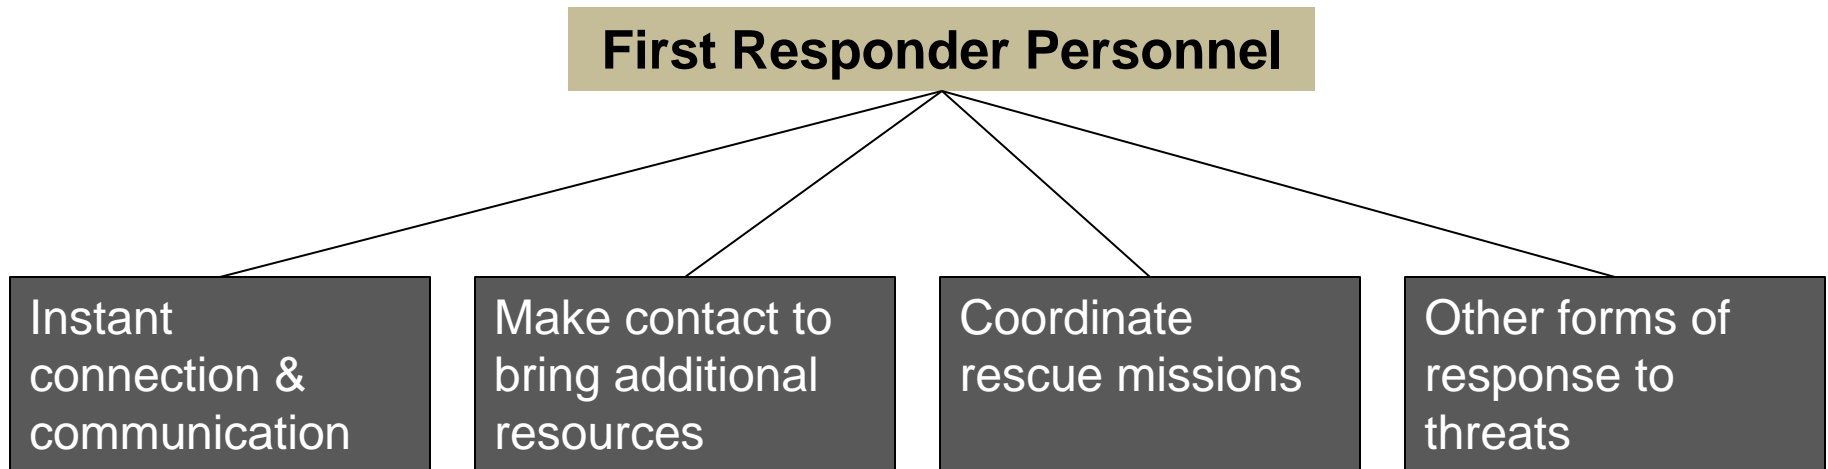 First Responder Personnel
Instant
connection &
communication
Make contact to
bring additional
resources
Coordinate
rescue missions
Other forms of
response to
threats